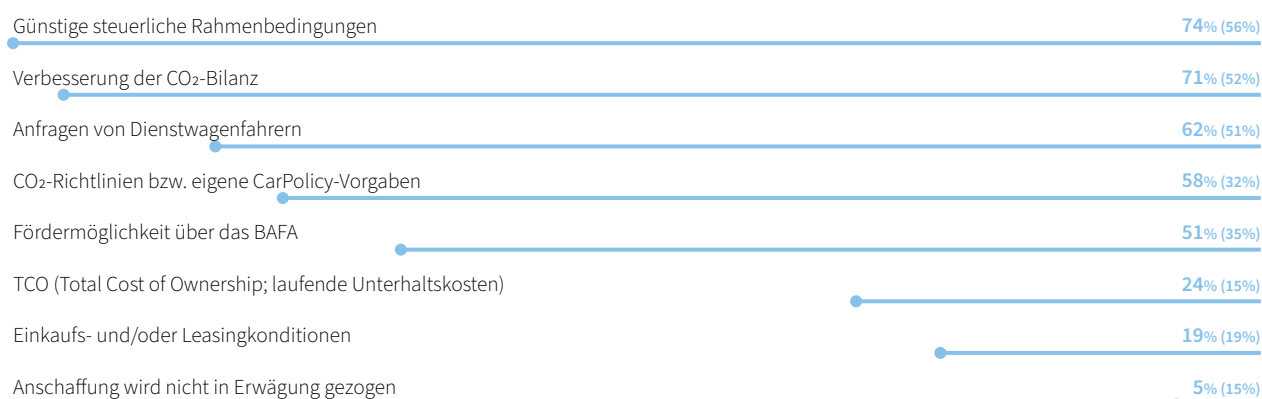 Günstige steuerliche Rahmenbedingungen 74% (56%)
Verbesserung der CO₂-Bilanz 71% (52%)
Anfragen von Dienstwagenfahrern 62% (51%)
CO₂-Richtlinien bzw. eigene CarPolicy-Vorgaben 58% (32%)
Fördermöglichkeit über das BAFA 51% (35%)
TCO (Total Cost of Ownership; laufende Unterhaltskosten) 24% (15%)
Einkaufs- und/oder Leasingkonditionen 19% (19%)
Anschaffung wird nicht in Erwägung gezogen 5% (15%)